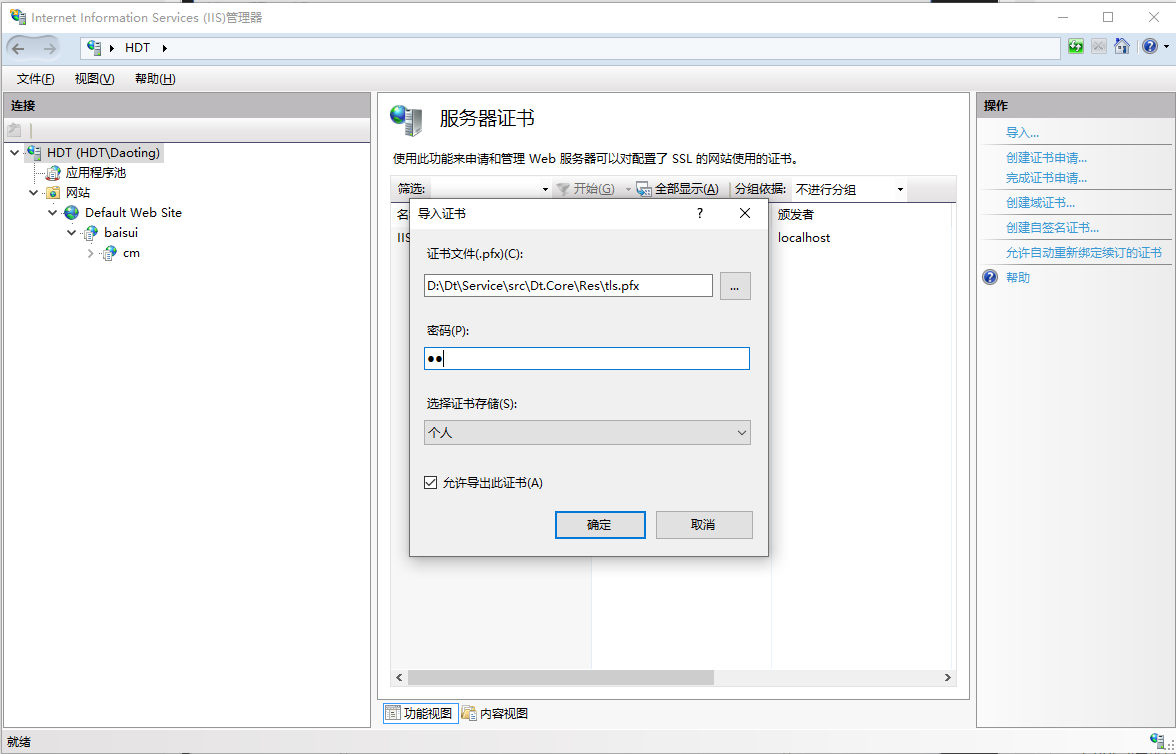 Internet Information Services (IIS)管理器
HDT
文件(F) 视图(V) 帮助(H)
连接
HDT (HDT\Daoting)
应用程序池
网站
Default Web Site
baisui
cm
服务器证书
使用此功能来申请和管理 Web 服务器可以对配置了 SSL 的网站使用的证书。
筛选: 开始(G) 全部显示(A) 分组依据: 不进行分组
名 颁发者
IIS localhost
导入证书 ?
证书文件(.pfx)(C):
D:\Dt\Service\src\Dt.Core\Res\tls.pfx ...
密码(P):
●●
选择证书存储(S):
个人
允许导出此证书(A)
确定 取消
功能视图 内容视图
操作
导入...
创建证书申请...
完成证书申请...
创建域证书...
创建自签名证书...
允许自动重新绑定续订的证书
帮助
就绪